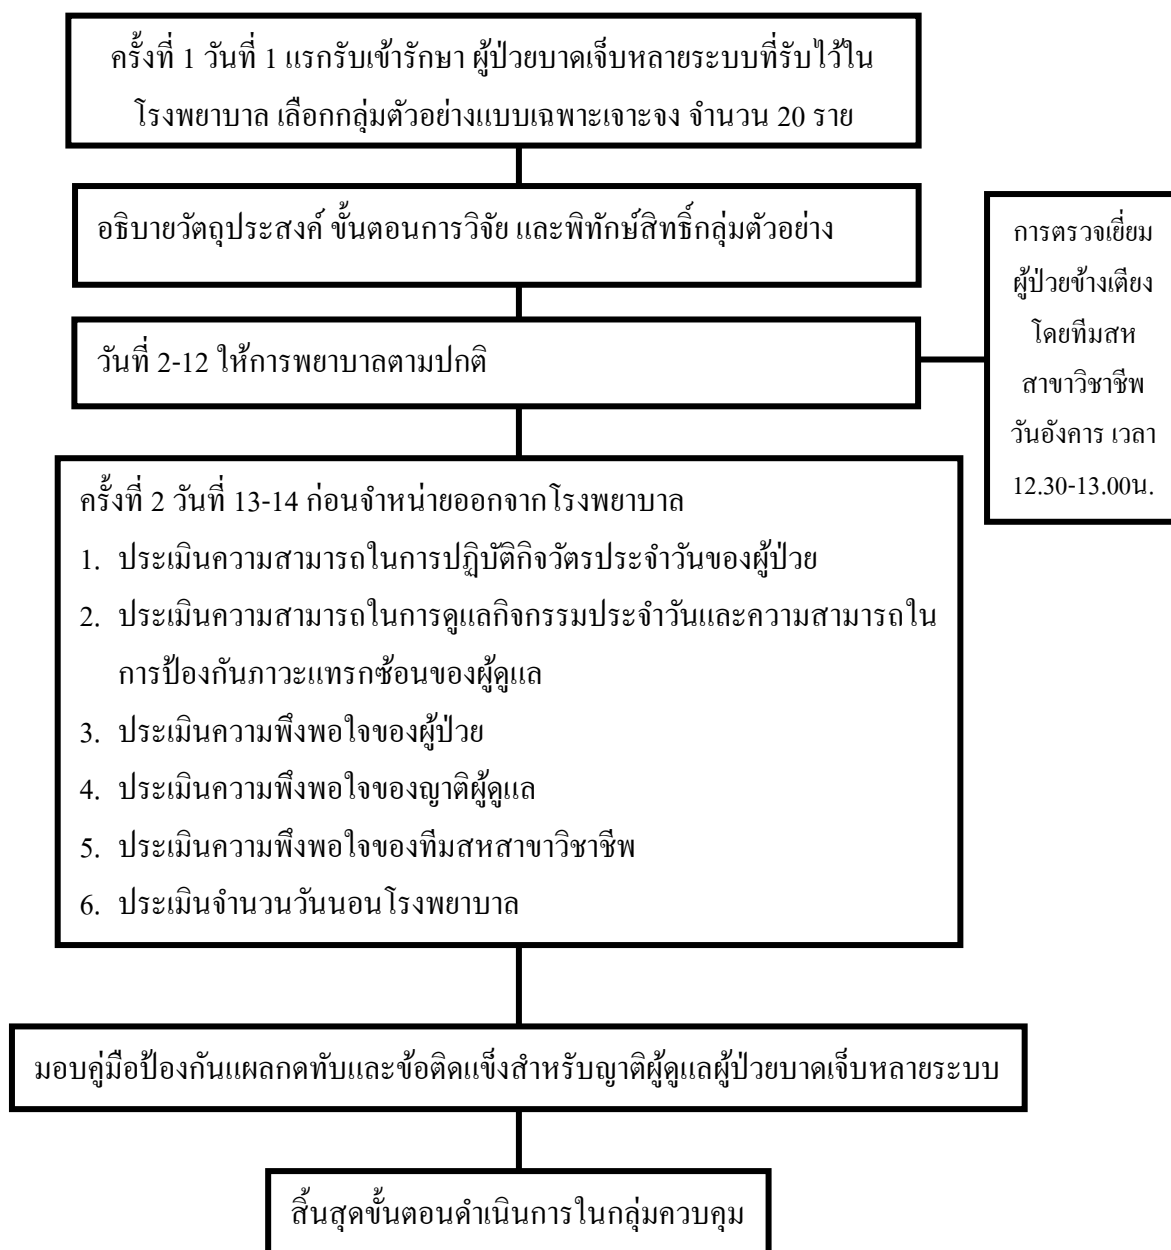 ครั้งที่ 1 วันที่ 1 แรกรับเข้ารักษา ผู้ป่วยบาดเจ็บหลายระบบที่รับไว้ใน
โรงพยาบาล เลือกกลุ่มตัวอย่างแบบเฉพาะเจาะจง จำนวน 20 ราย
อธิบายวัตถุประสงค์ ขั้นตอนการวิจัย และพิทักษ์สิทธิ์กลุ่มตัวอย่าง
วันที่ 2-12 ให้การพยาบาลตามปกติ
การตรวจเยี่ยม
ผู้ป่วยข้างเตียง
โดยทีมสห
สาขาวิชาชีพ
วันอังคาร เวลา
12.30-13.00น.
ครั้งที่ 2 วันที่ 13-14 ก่อนจำหน่ายออกจากโรงพยาบาล
1. ประเมินความสามารถในการปฏิบัติกิจวัตรประจำวันของผู้ป่วย
2. ประเมินความสามารถในการดูแลกิจกรรมประจำวันและความสามารถใน
การป้องกันภาวะแทรกซ้อนของผู้ดูแล
3. ประเมินความพึงพอใจของผู้ป่วย
4. ประเมินความพึงพอใจของญาติผู้ดูแล
5. ประเมินความพึงพอใจของทีมสหสาขาวิชาชีพ
6. ประเมินจำนวนวันนอนโรงพยาบาล
มอบคู่มือป้องกันแผลกดทับและข้อติดแข็งสำหรับญาติผู้ดูแลผู้ป่วยบาดเจ็บหลายระบบ
สิ้นสุดขั้นตอนดำเนินการในกลุ่มควบคุม